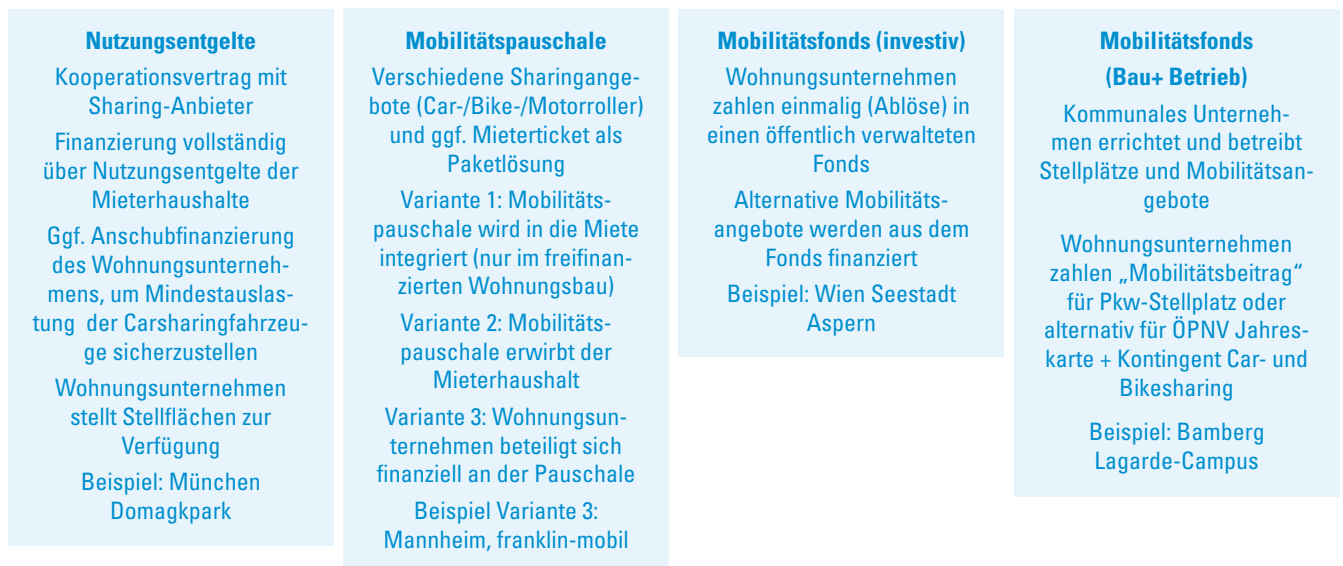 Nutzungsentgelte
Kooperationsvertrag mit
Sharing-Anbieter
Finanzierung vollständig
über Nutzungsentgelte der
Mieterhaushalte
Ggf. Anschubfinanzierung
des Wohnungsunterneh-
mens, um Mindestauslas-
tung der Carsharingfahrzeu-
ge sicherzustellen
Wohnungsunternehmen
stellt Stellflächen zur
Verfügung
Beispiel: München
Domagkpark
Mobilitätspauschale
Verschiedene Sharingange-
bote (Car-/Bike-/Motorroller)
und ggf. Mieterticket als
Paketlösung
Variante 1: Mobilitäts-
pauschale wird in die Miete
integriert (nur im freifinan-
zierten Wohnungsbau)
Variante 2: Mobilitäts-
pauschale erwirbt der
Mieterhaushalt
Variante 3: Wohnungsun-
ternehmen beteiligt sich
finanziell an der Pauschale
Beispiel Variante 3:
Mannheim, franklin-mobil
Mobilitätsfonds (investiv)
Wohnungsunternehmen
zahlen einmalig (Ablöse) in
einen öffentlich verwalteten
Fonds
Alternative Mobilitäts-
angebote werden aus dem
Fonds finanziert
Beispiel: Wien Seestadt
Aspern
Mobilitätsfonds
(Bau+ Betrieb)
Kommunales Unterneh-
men errichtet und betreibt
Stellplätze und Mobilitätsan-
gebote
Wohnungsunternehmen
zahlen „Mobilitätsbeitrag“
für Pkw-Stellplatz oder
alternativ für ÖPNV Jahres-
karte + Kontingent Car- und
Bikesharing
Beispiel: Bamberg
Lagarde-Campus